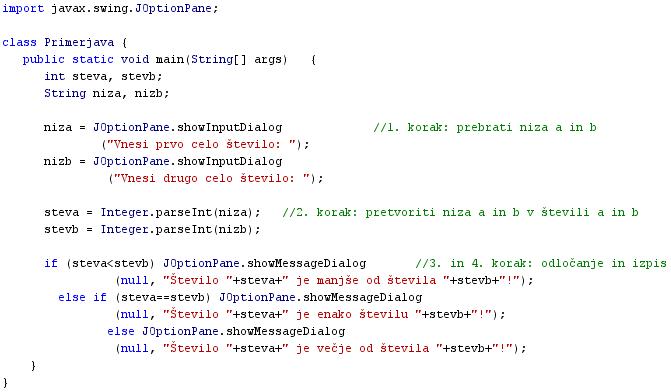 import javax.swing.JOptionPane;
class Primerjava {
public static void main(String[] args) {
int steva, stevb;
String niza, nizb;
niza = JOptionPane.showInputDialog //1. korak: prebrati niza a in b
("Vnesi prvo celo število: ");
nizb = JOptionPane.showInputDialog
("Vnesi drugo celo število: ");
steva = Integer.parseInt(niza); //2. korak: pretvoriti niza a in b v števili a in b
stevb = Integer.parseInt(nizb);
if (steva<stevb) JOptionPane.showMessageDialog //3. in 4. korak: odločanje in izpis
(null, "Število "+steva+" je manjše od števila "+stevb+"!");
else if (steva==stevb) JOptionPane.showMessageDialog
(null, "Število "+steva+" je enako številu "+stevb+"!");
else JOptionPane.showMessageDialog
(null, "Število "+steva+" je večje od števila "+stevb+"!");
}
}